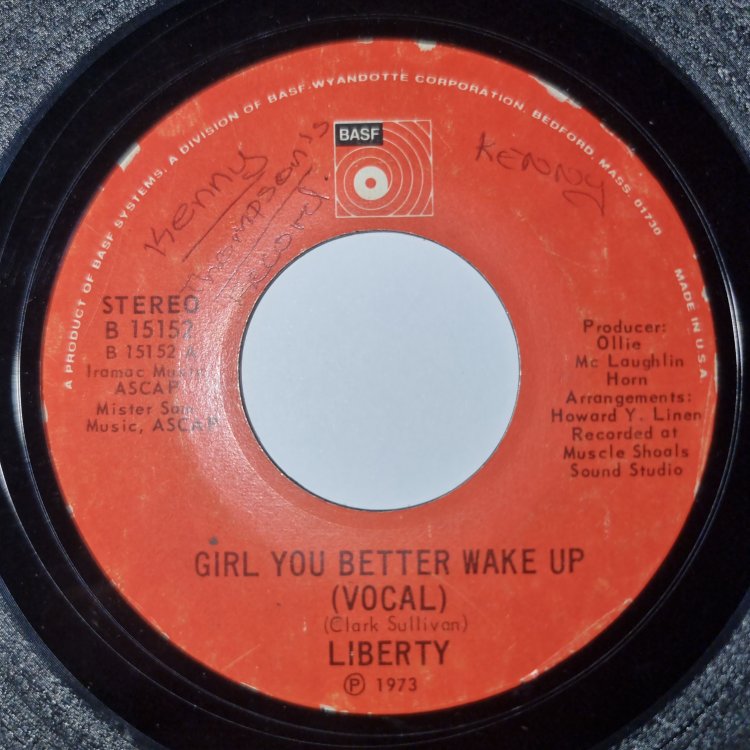 A PRODUCT OF BASF SYSTEMS, A DIVISION OF BASF-WYANDOTTE CORPORATION, BEDFORD, MASS. 01730
MADE IN U.S.A.
BASF
Kenny
Thompson's
Record.
KENNY
STEREO
B 15152
B 15152 A
Iramac Music
ASCAP
Mister Sam
Music, ASCAP
Producer:
Ollie
Mc Laughlin
Horn
Arrangements:
Howard Y. Linen
Recorded at
Muscle Shoals
Sound Studio
GIRL YOU BETTER WAKE UP
(VOCAL)
(Clark Sullivan)
LIBERTY
Ⓟ 1973